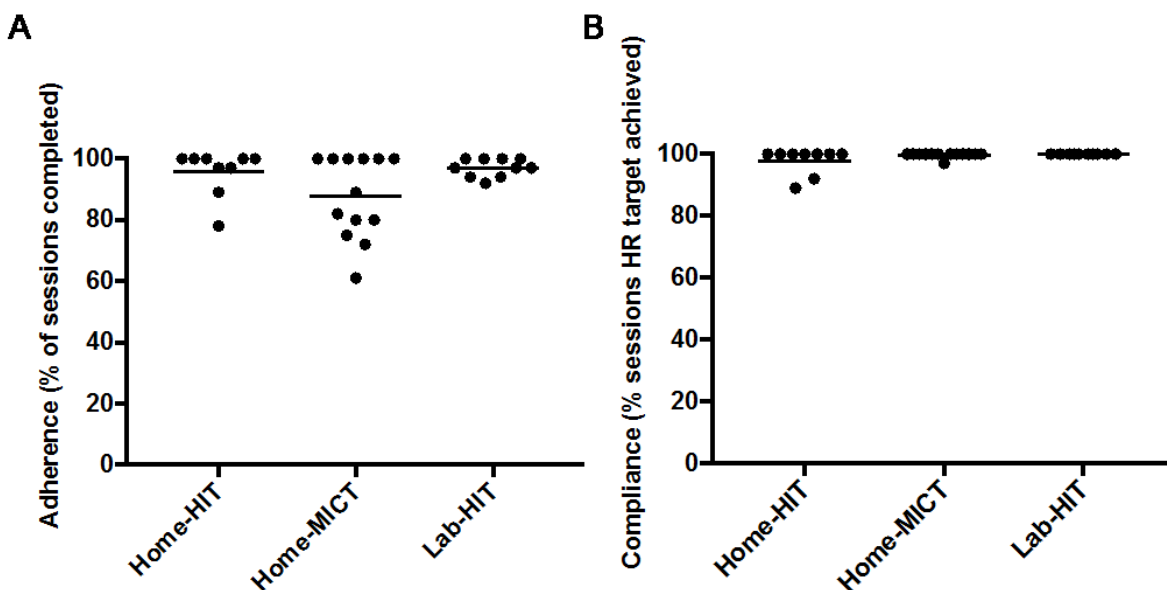 A
Adherence (% of sessions completed)
100
80
60
40
20
0
Home-HIT
Home-MICT
Lab-HIT
B
Compliance (% sessions HR target achieved)
100
80
60
40
20
0
Home-HIT
Home-MICT
Lab-HIT